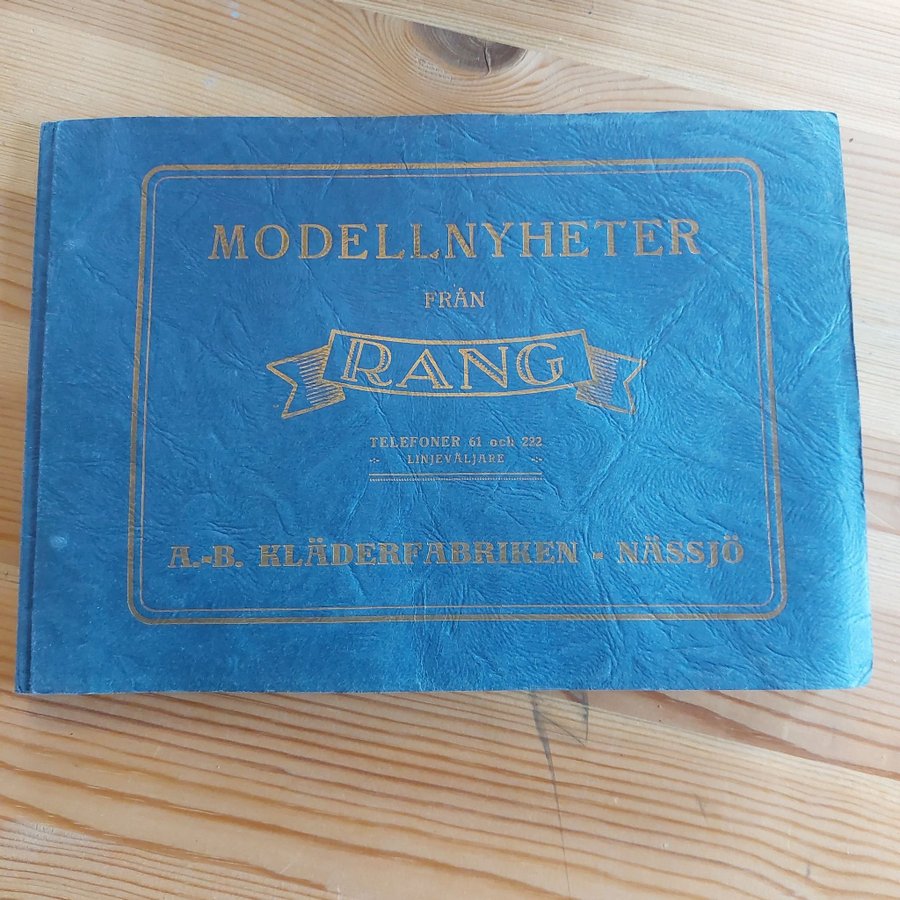 MODELLNYHETER
FRÅN
RANG
TELEFONER 61 och 222
LINJEVÄLJARE
A.-B. KLÄDERFABRIKEN - NÄSSJÖ